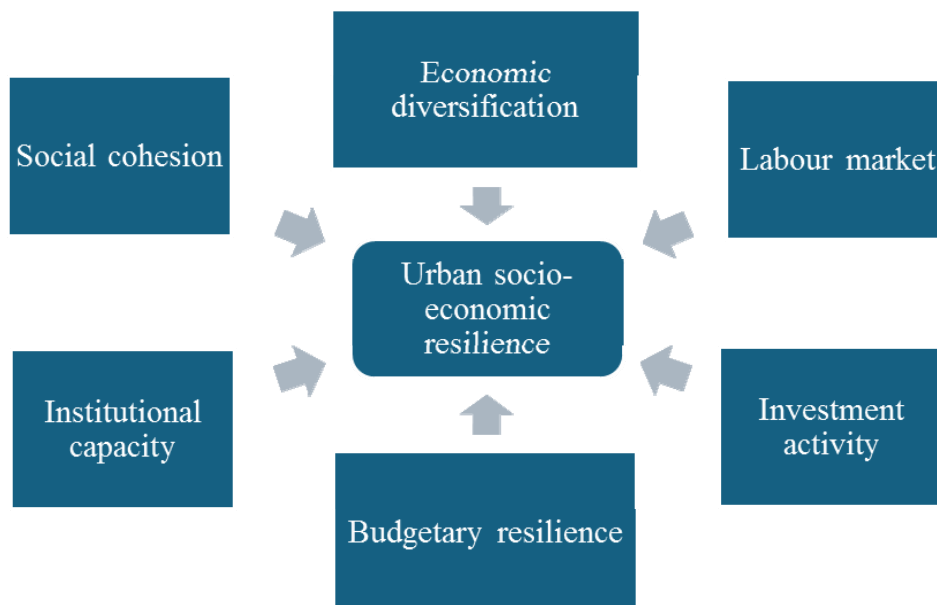 Economic
diversification
Social cohesion
Labour market
Urban socio-
economic
resilience
Institutional
capacity
Investment
activity
Budgetary resilience